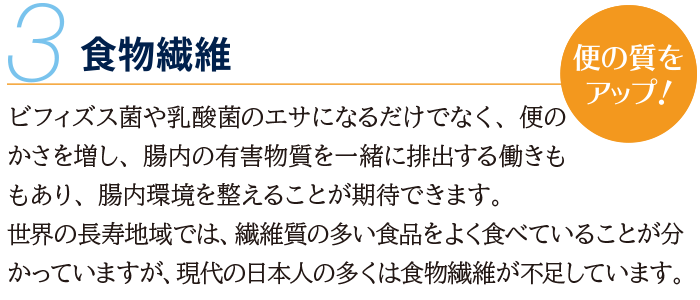 3 食物繊維
便の質を
アップ!
ビフィズス菌や乳酸菌のエサになるだけでなく、便の
かさを増し、腸内の有害物質を一緒に排出する働きも
もあり、腸内環境を整えることが期待できます。
世界の長寿地域では、繊維質の多い食品をよく食べていることが分
かっていますが、現代の日本人の多くは食物繊維が不足しています。